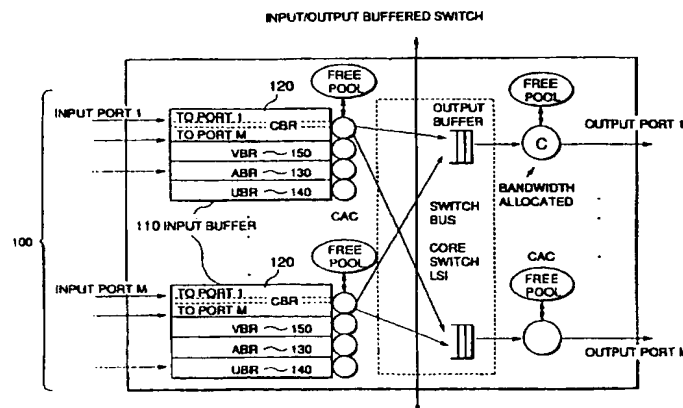 INPUT/OUTPUT BUFFERED SWITCH
120
FREE POOL
FREE POOL
INPUT PORT 1
TO PORT 1
CBR
TO PORT M
VBR 150
ABR 130
UBR 140
OUTPUT BUFFER
C
OUTPUT PORT 1
BANDWIDTH ALLOCATED
CAC
100
110 INPUT BUFFER
SWITCH BUS
CORE SWITCH LSI
120
FREE POOL
CAC
FREE POOL
INPUT PORT M
TO PORT 1
CBR
TO PORT M
VBR 150
ABR 130
UBR 140
OUTPUT PORT